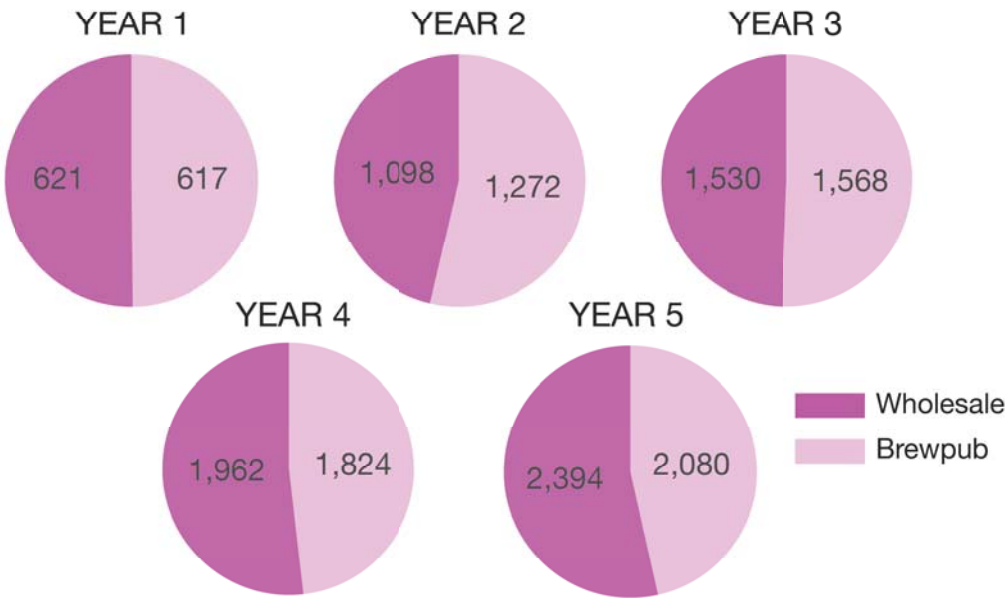 YEAR 1
YEAR 2
YEAR 3
621
617
1,098
1,272
1,530
1,568
YEAR 4
YEAR 5
1,962
1,824
2,394
2,080
Wholesale
Brewpub